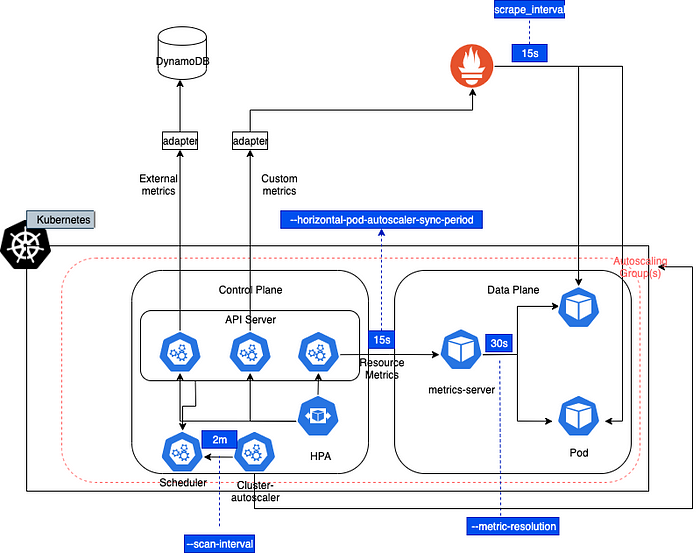 scrape_interval
15s
DynamoDB
adapter
adapter
External
metrics
Custom
metrics
Kubernetes
--horizontal-pod-autoscaler-sync-period
Autoscaling
Group(s)
Control Plane
Data Plane
API Server
15s
30s
Resource
Metrics
metrics-server
2m
HPA
Pod
Scheduler
Cluster-
autoscaler
--metric-resolution
--scan-interval